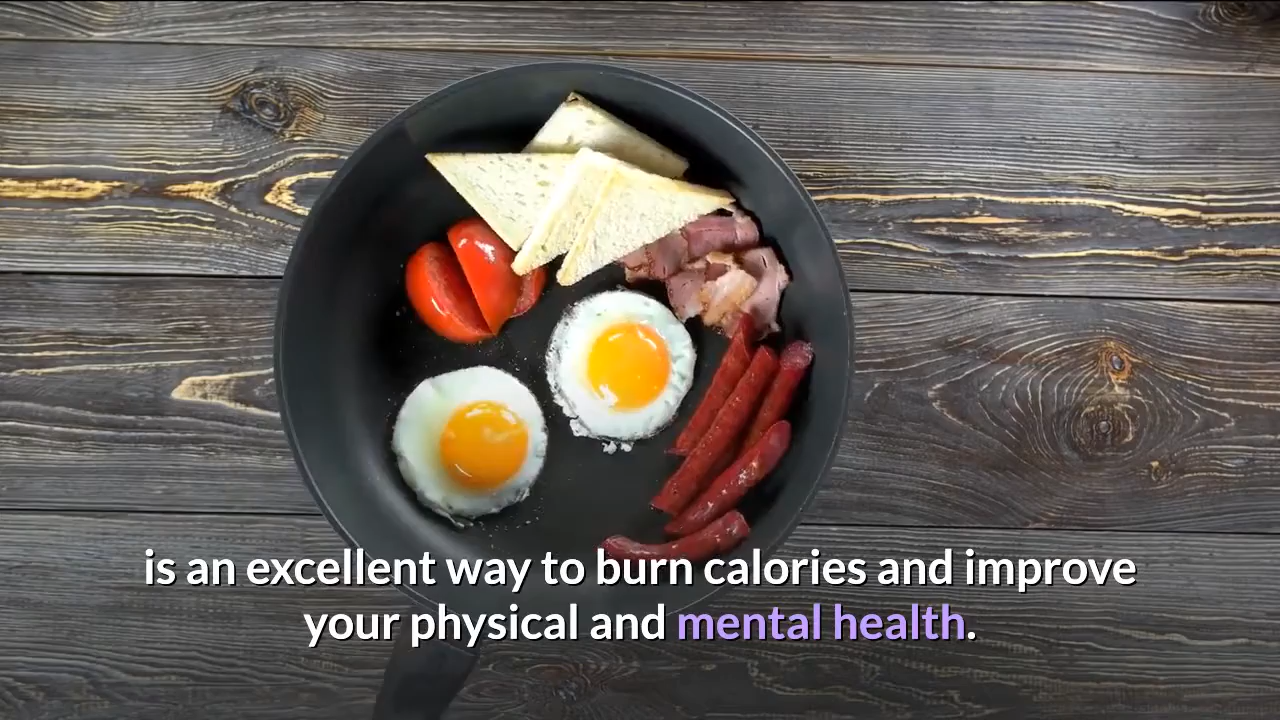 is an excellent way to burn calories and improve
your physical and mental health.